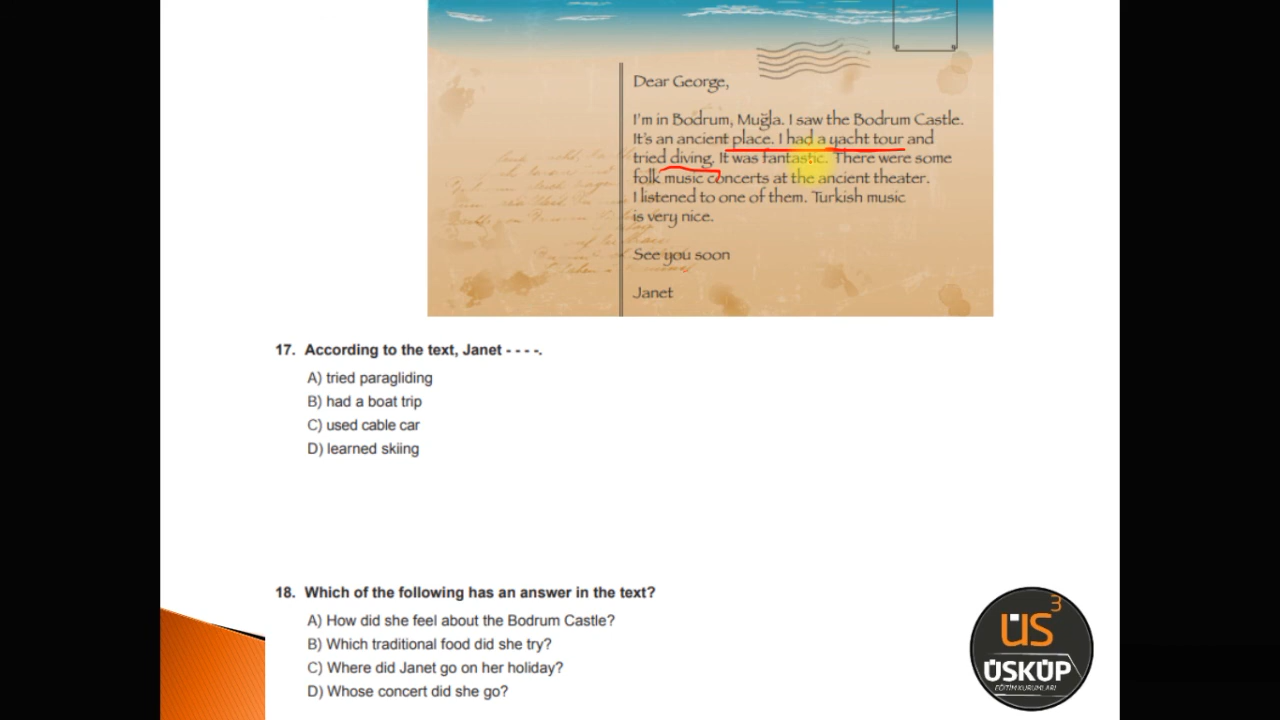 Dear George,
I'm in Bodrum, Muğla. I saw the Bodrum Castle.
It's an ancient place. I had a yacht tour and
tried diving. It was fantastic. There were some
folk music concerts at the ancient theater.
I listened to one of them. Turkish music
is very nice.
See you soon
Janet
17. According to the text, Janet - - - -.
A) tried paragliding
B) had a boat trip
C) used cable car
D) learned skiing
18. Which of the following has an answer in the text?
A) How did she feel about the Bodrum Castle?
B) Which traditional food did she try?
C) Where did Janet go on her holiday?
D) Whose concert did she go?
ÜS3
ÜSKÜP
EĞİTİM KURUMLARI